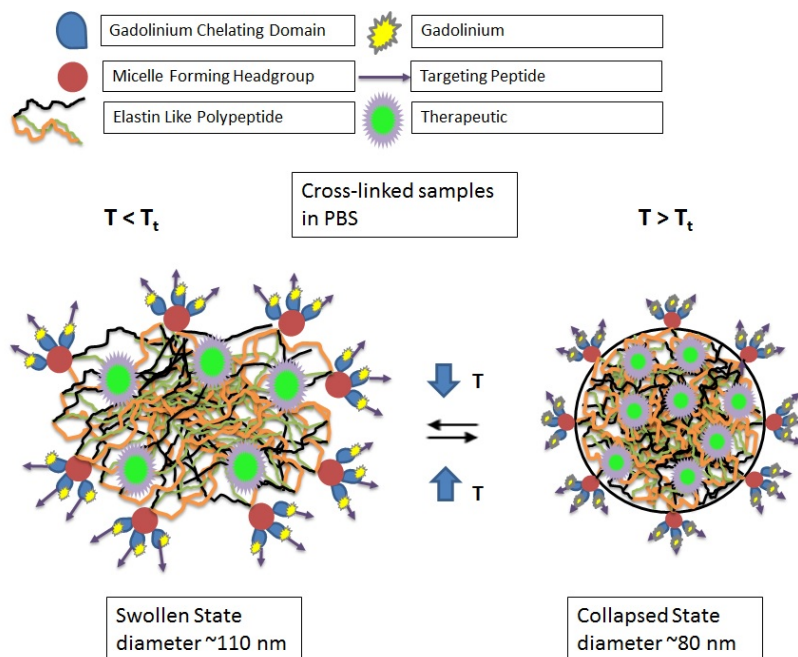 Gadolinium Chelating Domain
Gadolinium
Micelle Forming Headgroup
Targeting Peptide
Elastin Like Polypeptide
Therapeutic
Cross-linked samples
in PBS
T < Tt
T > Tt
T
T
Swollen State
diameter ~110 nm
Collapsed State
diameter ~80 nm